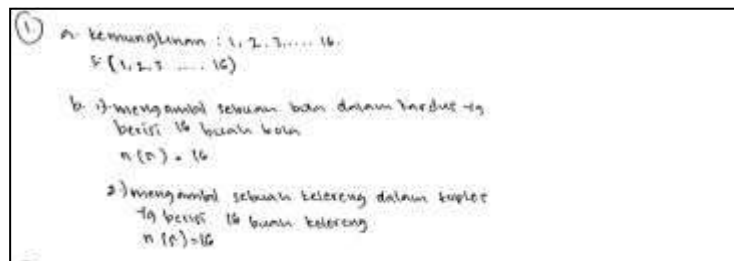 1. a. kemungkinan : 1, 2, 3, .... 16.
S {1, 2, 3 .... 16)
b. 1) mengambil sebuah bola dalam kardus yg
berisi 16 buah bola
n (s) = 16
2.) mengambil sebuah kelereng dalam toples
yg berisi 16 buah kelereng
n (s) = 16